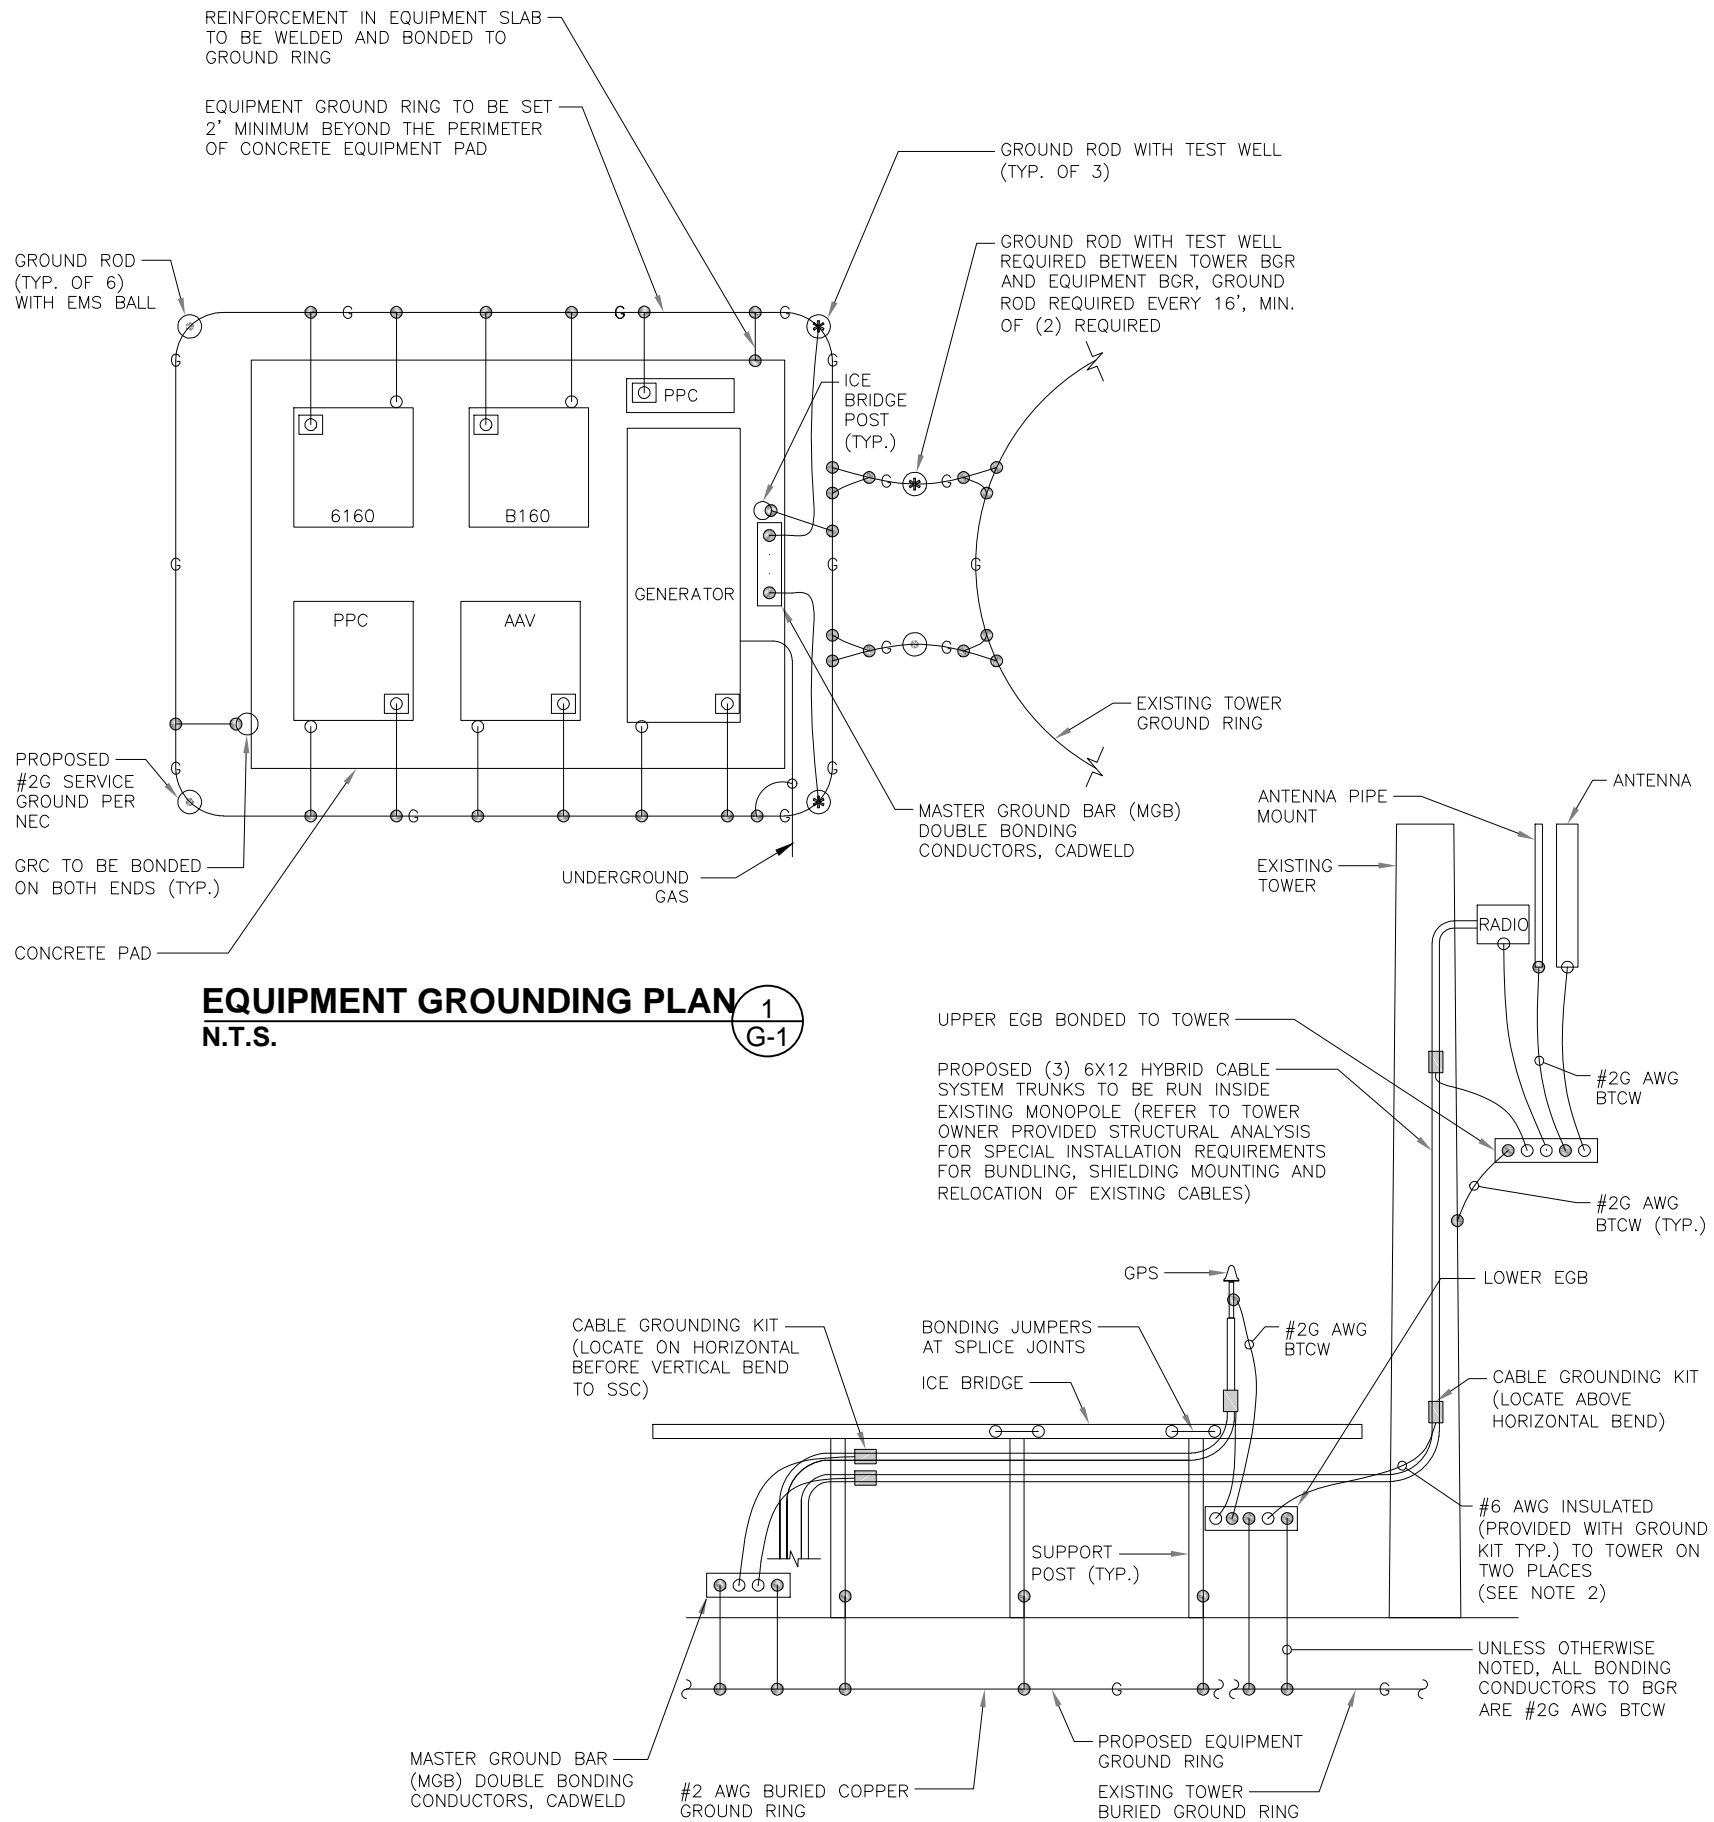 REINFORCEMENT IN EQUIPMENT SLAB
TO BE WELDED AND BONDED TO
GROUND RING
EQUIPMENT GROUND RING TO BE SET
2' MINIMUM BEYOND THE PERIMETER
OF CONCRETE EQUIPMENT PAD
GROUND ROD WITH TEST WELL
(TYP. OF 3)
GROUND ROD WITH TEST WELL
REQUIRED BETWEEN TOWER BGR
AND EQUIPMENT BGR, GROUND
ROD REQUIRED EVERY 16', MIN.
OF (2) REQUIRED
GROUND ROD
(TYP. OF 6)
WITH EMS BALL
G
G
G
G
G
PPC
ICE
BRIDGE
POST
(TYP.)
6160
B160
G
G
G
G
G
GENERATOR
PPC
AAV
G
G
EXISTING TOWER
GROUND RING
PROPOSED
#2G SERVICE
GROUND PER
NEC
G
G
G
G
MASTER GROUND BAR (MGB)
DOUBLE BONDING
CONDUCTORS, CADWELD
GRC TO BE BONDED
ON BOTH ENDS (TYP.)
UNDERGROUND
GAS
CONCRETE PAD
EQUIPMENT GROUNDING PLAN
N.T.S.
1
G-1
ANTENNA
ANTENNA PIPE
MOUNT
EXISTING
TOWER
RADIO
UPPER EGB BONDED TO TOWER
PROPOSED (3) 6X12 HYBRID CABLE
SYSTEM TRUNKS TO BE RUN INSIDE
EXISTING MONOPOLE (REFER TO TOWER
OWNER PROVIDED STRUCTURAL ANALYSIS
FOR SPECIAL INSTALLATION REQUIREMENTS
FOR BUNDLING, SHIELDING MOUNTING AND
RELOCATION OF EXISTING CABLES)
#2G AWG
BTCW
#2G AWG
BTCW (TYP.)
GPS
LOWER EGB
CABLE GROUNDING KIT
(LOCATE ON HORIZONTAL
BEFORE VERTICAL BEND
TO SSC)
BONDING JUMPERS
AT SPLICE JOINTS
#2G AWG
BTCW
ICE BRIDGE
CABLE GROUNDING KIT
(LOCATE ABOVE
HORIZONTAL BEND)
#6 AWG INSULATED
(PROVIDED WITH GROUND
KIT TYP.) TO TOWER ON
TWO PLACES
(SEE NOTE 2)
SUPPORT
POST (TYP.)
UNLESS OTHERWISE
NOTED, ALL BONDING
CONDUCTORS TO BGR
ARE #2G AWG BTCW
G
G
PROPOSED EQUIPMENT
GROUND RING
MASTER GROUND BAR
(MGB) DOUBLE BONDING
CONDUCTORS, CADWELD
#2 AWG BURIED COPPER
GROUND RING
EXISTING TOWER
BURIED GROUND RING